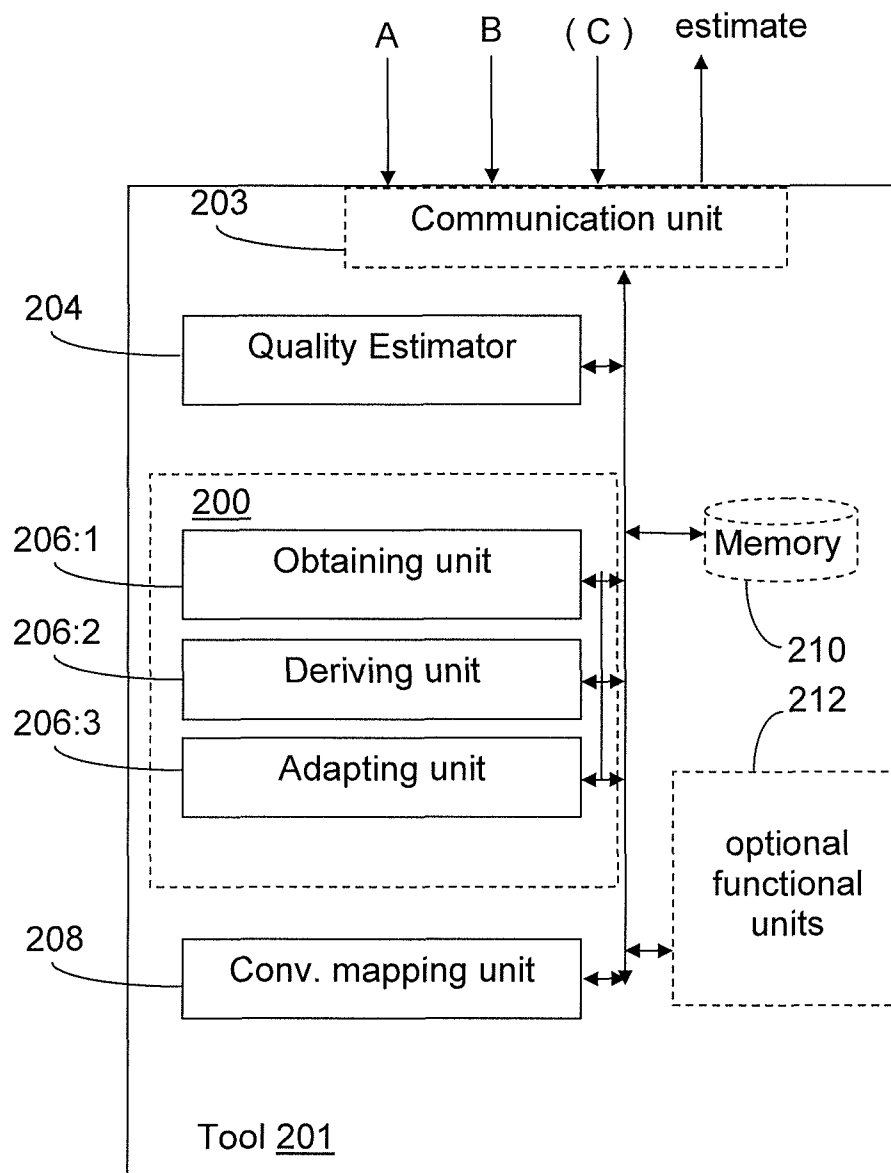 A B ( C ) estimate
203
Communication unit
204
Quality Estimator
200
206:1
Obtaining unit
Memory
206:2
Deriving unit
210
212
206:3
Adapting unit
optional
functional
units
208
Conv. mapping unit
Tool 201